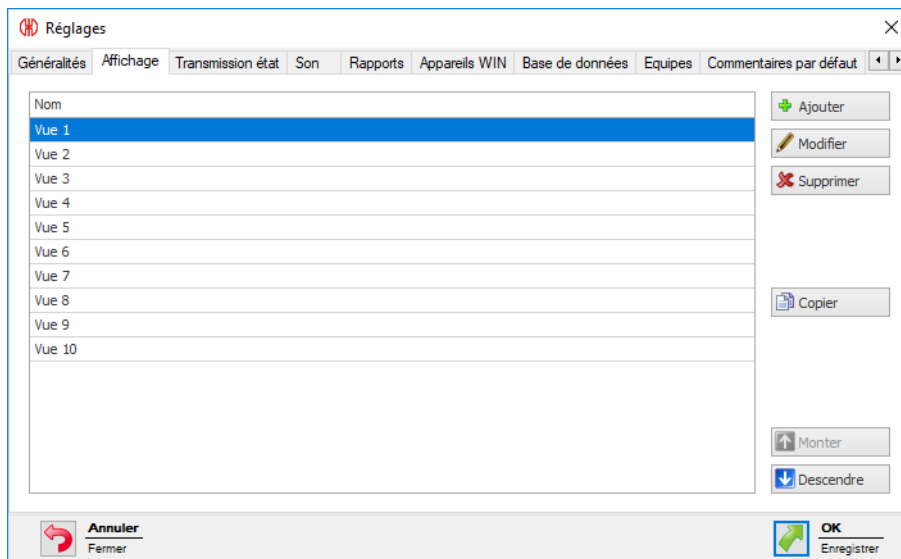 Réglages
Généralités Affichage Transmission état Son Rapports Appareils WIN Base de données Equipes Commentaires par défaut
Nom
Vue 1
Vue 2
Vue 3
Vue 4
Vue 5
Vue 6
Vue 7
Vue 8
Vue 9
Vue 10
Ajouter
Modifier
Supprimer
Copier
Monter
Descendre
Annuler
Fermer
OK
Enregistrer